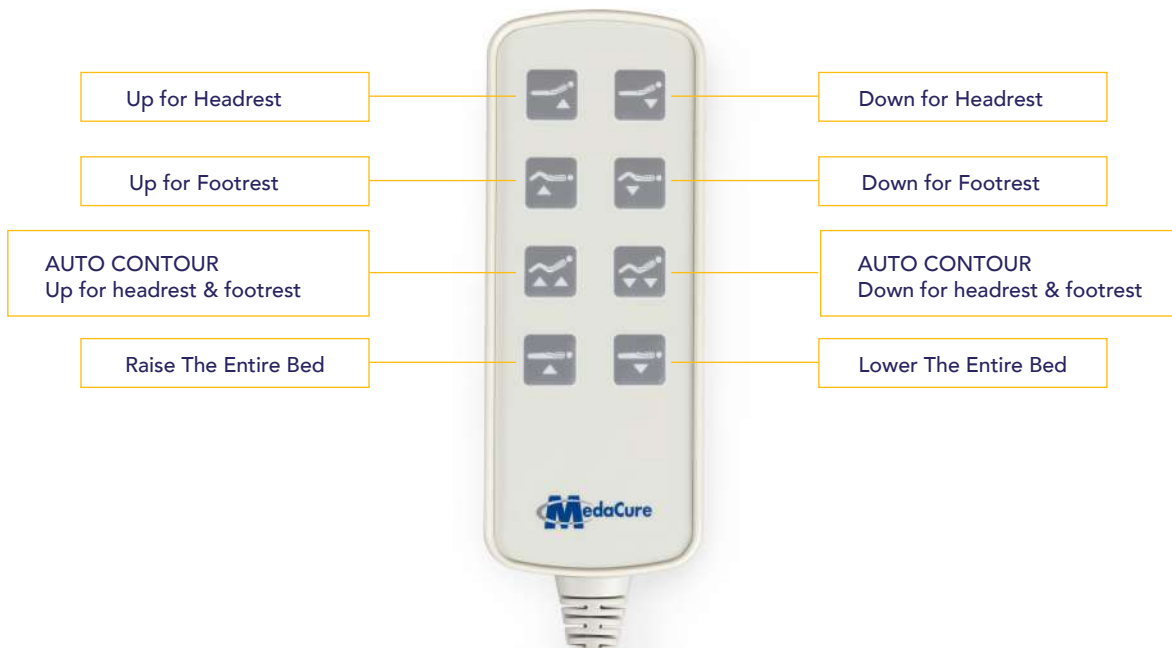 Up for Headrest
Down for Headrest
Up for Footrest
Down for Footrest
AUTO CONTOUR
Up for headrest & footrest
AUTO CONTOUR
Down for headrest & footrest
Raise The Entire Bed
Lower The Entire Bed
MedaCure